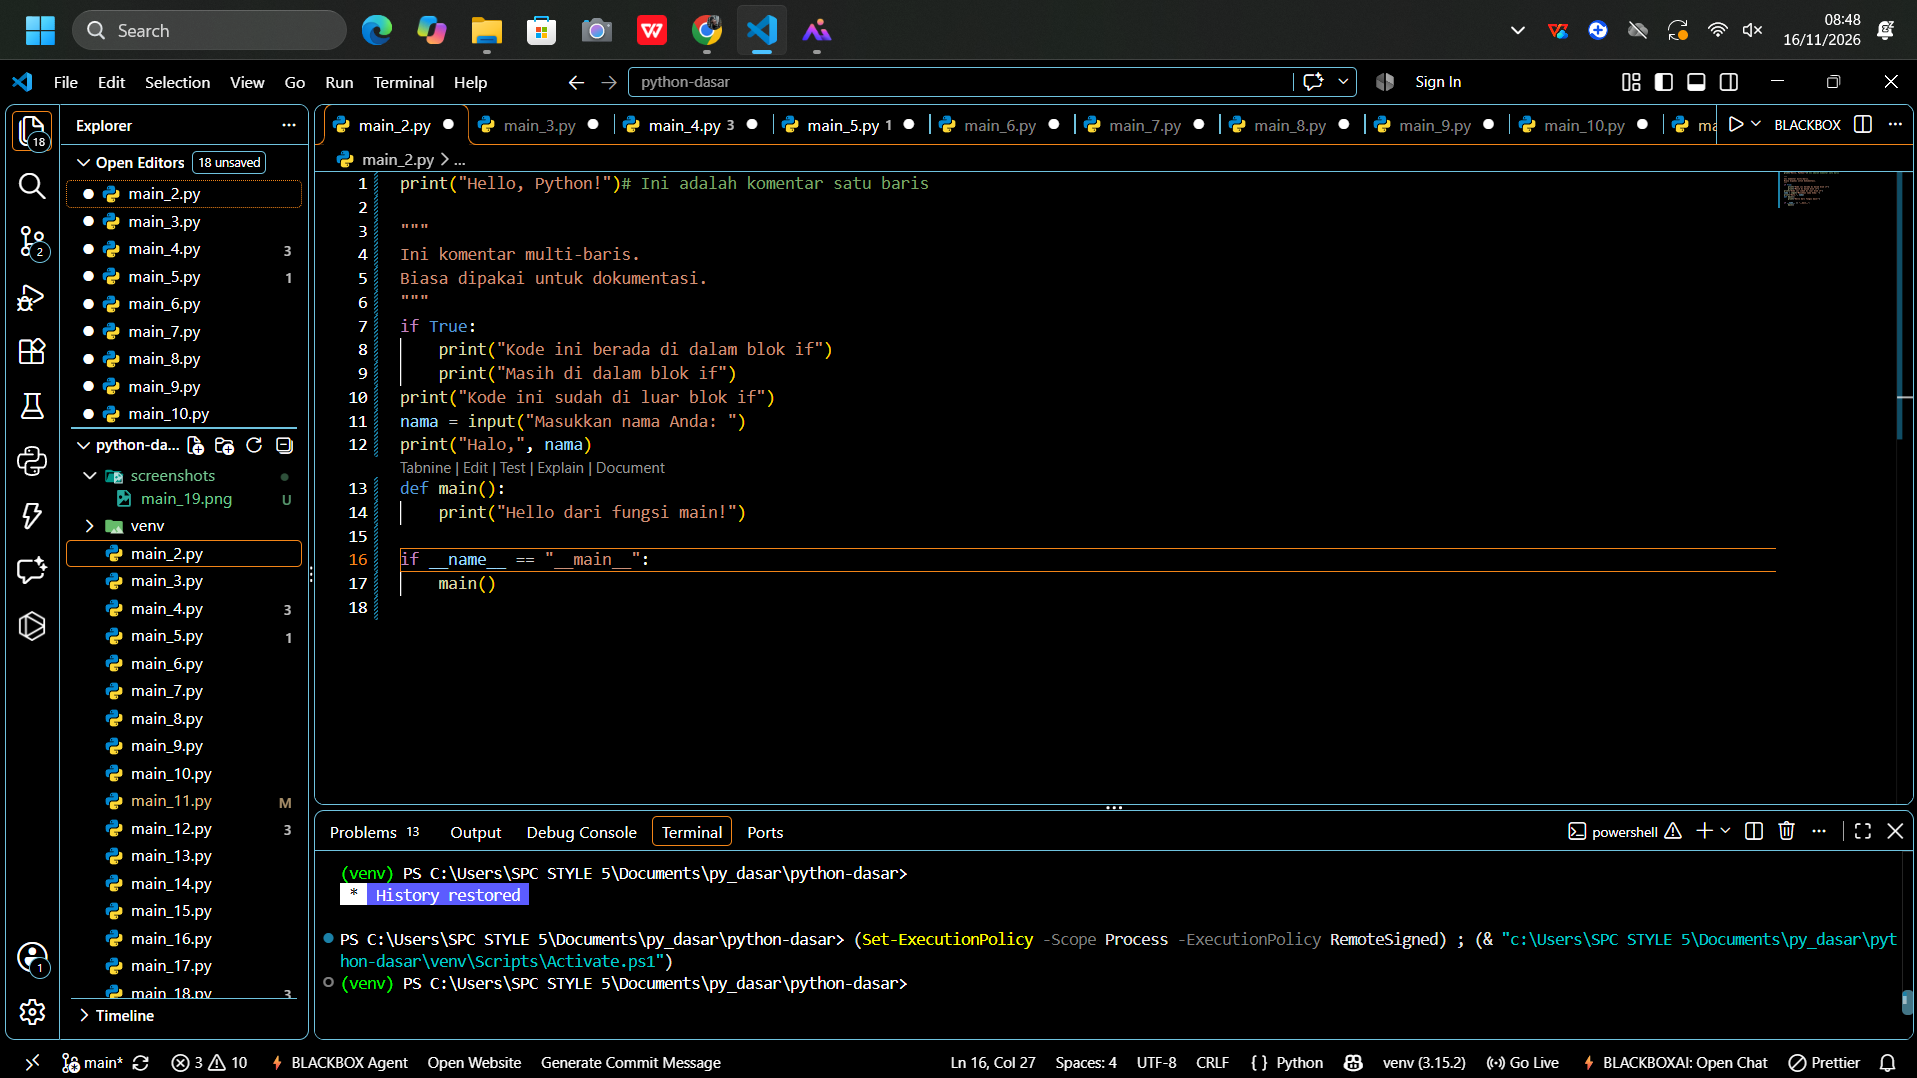 Search
08:48
16/11/2026
File Edit Selection View Go Run Terminal Help
python-dasar
Sign In
Explorer
main_2.py
main_3.py
main_4.py 3
main_5.py 1
main_6.py
main_7.py
main_8.py
main_9.py
main_10.py
BLACKBOX
18
Open Editors 18 unsaved
main_2.py > ...
main_2.py
main_3.py
main_4.py 3
main_5.py 1
main_6.py
main_7.py
main_8.py
main_9.py
main_10.py
2
python-da...
screenshots
main_19.png U
venv
main_2.py
main_3.py
main_4.py 3
main_5.py 1
main_6.py
main_7.py
main_8.py
main_9.py
main_10.py
main_11.py M
main_12.py 3
main_13.py
main_14.py
main_15.py
main_16.py
main_17.py
main_18.py 3
Timeline
1
1 print("Hello, Python!")# Ini adalah komentar satu baris
2
3 """
4 Ini komentar multi-baris.
5 Biasa dipakai untuk dokumentasi.
6 """
7 if True:
8 print("Kode ini berada di dalam blok if")
9 print("Masih di dalam blok if")
10 print("Kode ini sudah di luar blok if")
11 nama = input("Masukkan nama Anda: ")
12 print("Halo,", nama)
Tabnine | Edit | Test | Explain | Document
13 def main():
14 print("Hello dari fungsi main!")
15
16 if __name__ == "__main__":
17 main()
18
Problems 13 Output Debug Console Terminal Ports
powershell
(venv) PS C:\Users\SPC STYLE 5\Documents\py_dasar\python-dasar>
* History restored
PS C:\Users\SPC STYLE 5\Documents\py_dasar\python-dasar> (Set-ExecutionPolicy -Scope Process -ExecutionPolicy RemoteSigned) ; (& "c:\Users\SPC STYLE 5\Documents\py_dasar\pyt
hon-dasar\venv\Scripts\Activate.ps1")
(venv) PS C:\Users\SPC STYLE 5\Documents\py_dasar\python-dasar>
main* 3 10 BLACKBOX Agent Open Website Generate Commit Message Ln 16, Col 27 Spaces: 4 UTF-8 CRLF { } Python venv (3.15.2) Go Live BLACKBOXAI: Open Chat Prettier